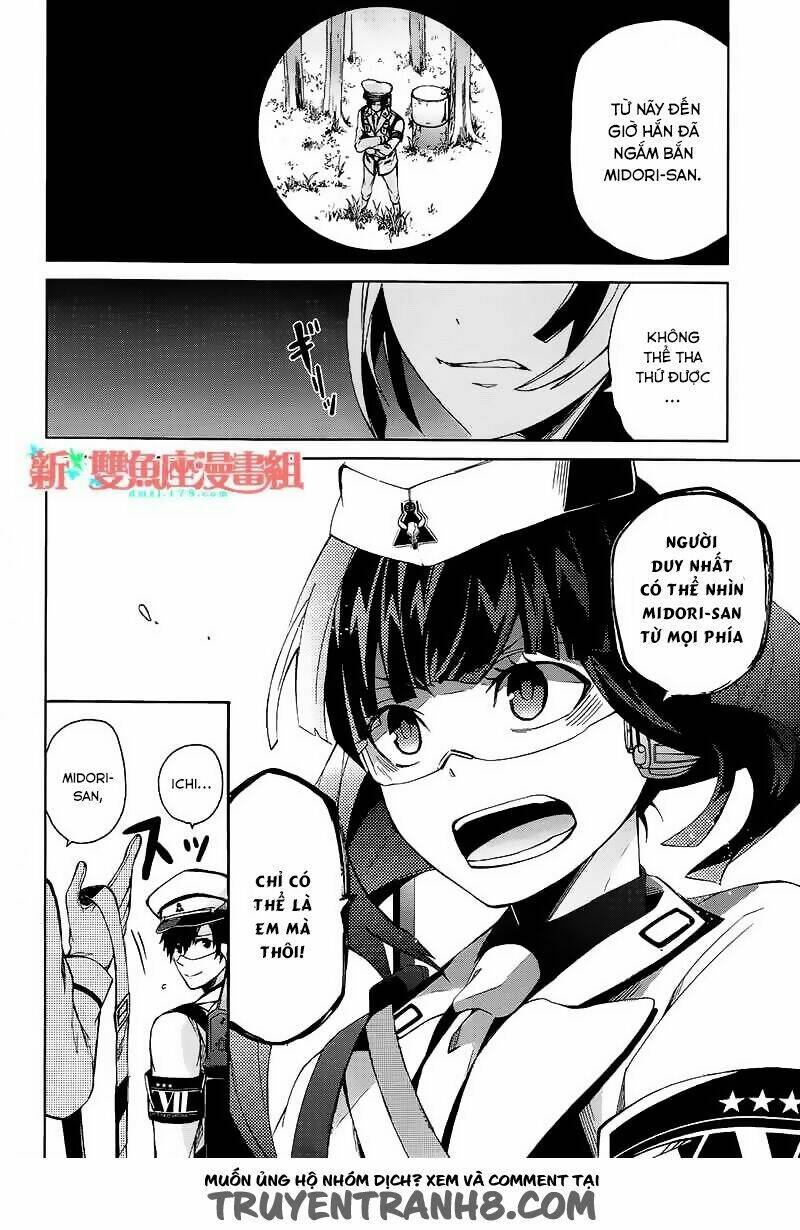 TỪ NÃY ĐẾN
GIỜ HẮN ĐÃ
NGẮM BẮN
MIDORI-SAN.
KHÔNG
THỂ THA
THỨ ĐƯỢC
...
ギリッ
新 雙魚座漫畫組
dmzj.178.com
NGƯỜI
DUY NHẤT
CÓ THỂ NHÌN
MIDORI-SAN
TỪ MỌI PHÍA
CHỈ CÓ
THỂ LÀ
EM MÀ
THÔI!
ICHI...
MIDORI-
SAN,
スッ
VII
MUỐN ỦNG HỘ NHÓM DỊCH? XEM VÀ COMMENT TẠI
TRUYENTRANH8.COM